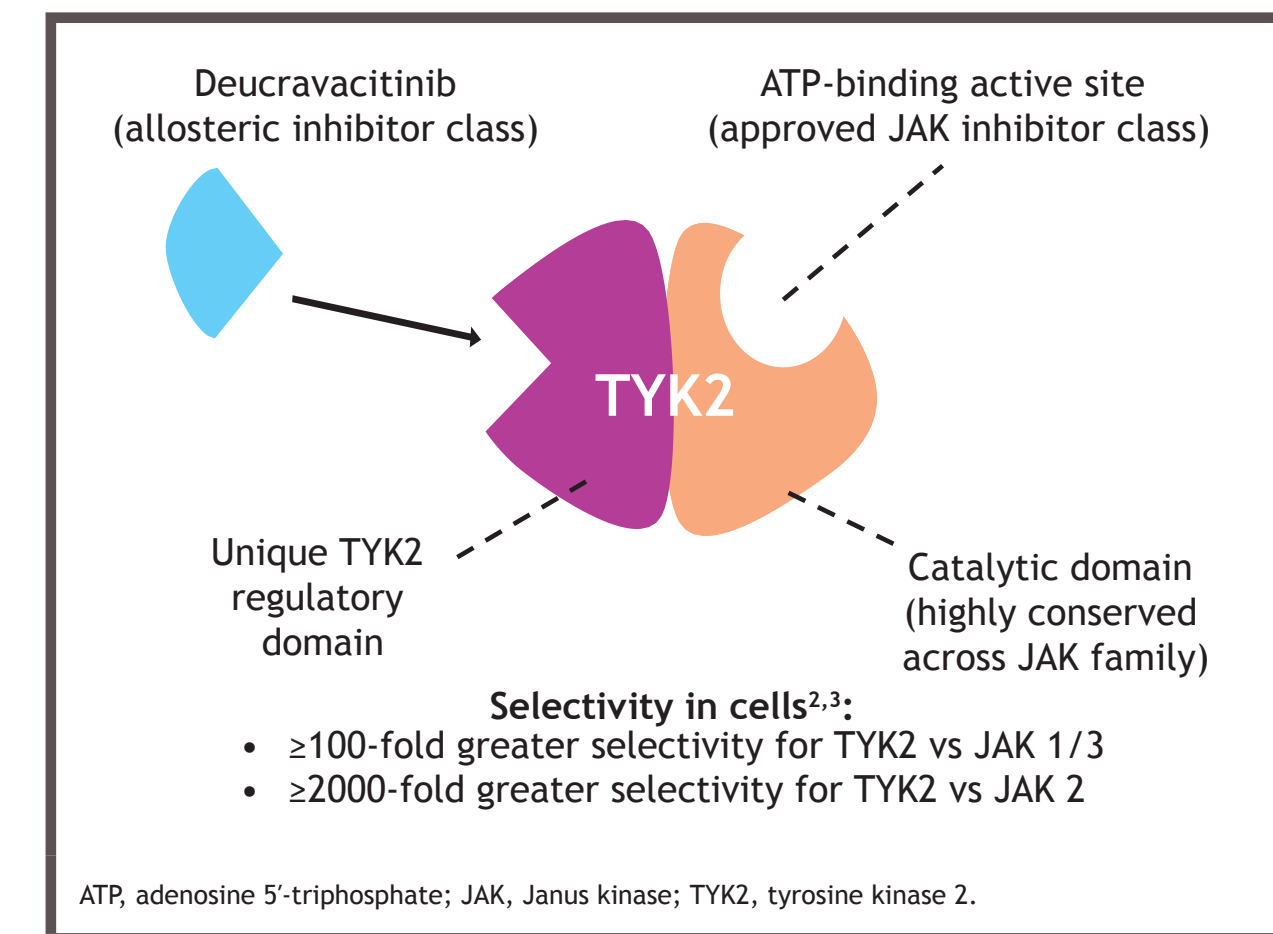 Deucravacitinib
(allosteric inhibitor class)
ATP-binding active site
(approved JAK inhibitor class)
TYK2
Unique TYK2
regulatory
domain
Catalytic domain
(highly conserved
across JAK family)
Selectivity in cells²,³:
• ≥100-fold greater selectivity for TYK2 vs JAK 1/3
• ≥2000-fold greater selectivity for TYK2 vs JAK 2
ATP, adenosine 5′-triphosphate; JAK, Janus kinase; TYK2, tyrosine kinase 2.